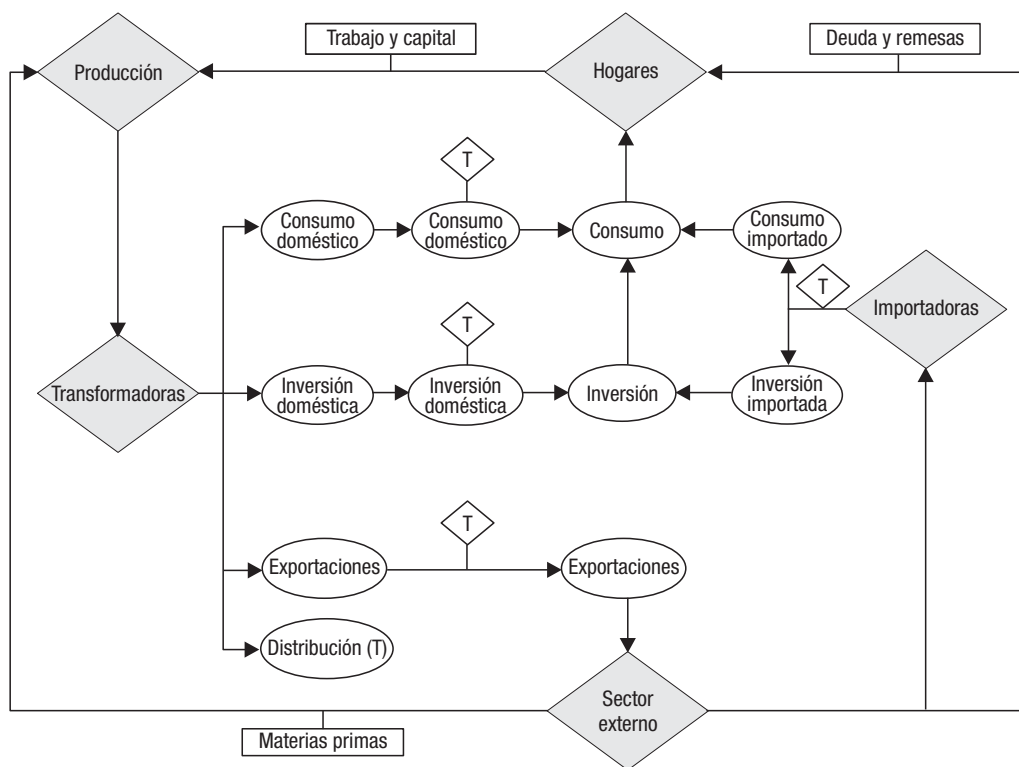 Trabajo y capital
Deuda y remesas
Producción
Hogares
T
Consumo
doméstico
Consumo
doméstico
Consumo
Consumo
importado
T
Importadoras
T
Transformadoras
Inversión
doméstica
Inversión
doméstica
Inversión
Inversión
importada
T
Exportaciones
Exportaciones
Distribución (T)
Sector
externo
Materias primas